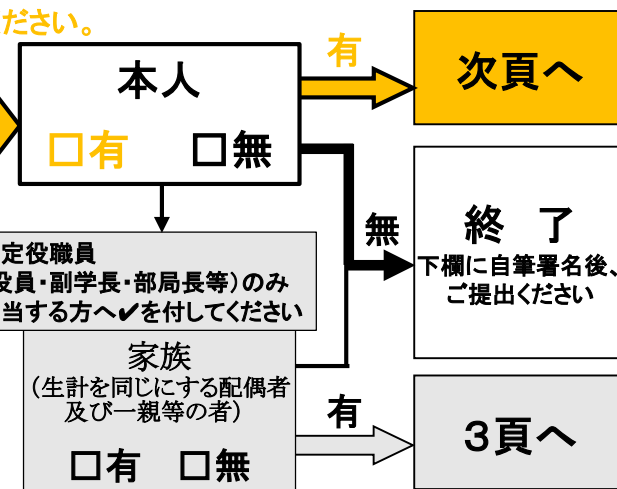 ださい。
本人
□有 □無
有
次頁へ
無
終 了
下欄に自筆署名後、
ご提出ください
定役職員
役員・副学長・部局長等)のみ
当する方へ✔を付してください
家族
(生計を同じにする配偶者
及び一親等の者)
□有 □無
有
3頁へ